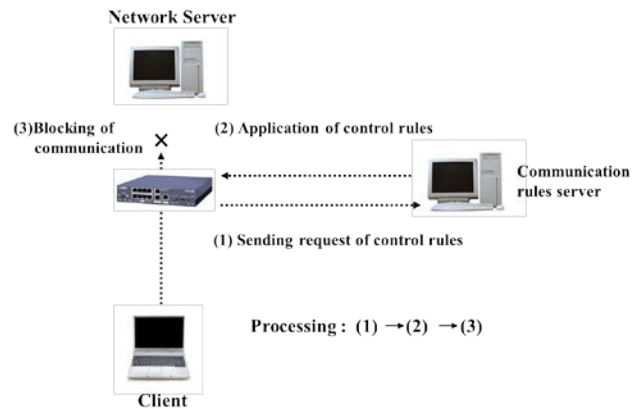 Network Server
(3)Blocking of
communication
×
(2) Application of control rules
Communication
rules server
(1) Sending request of control rules
Processing : (1) →(2) →(3)
Client